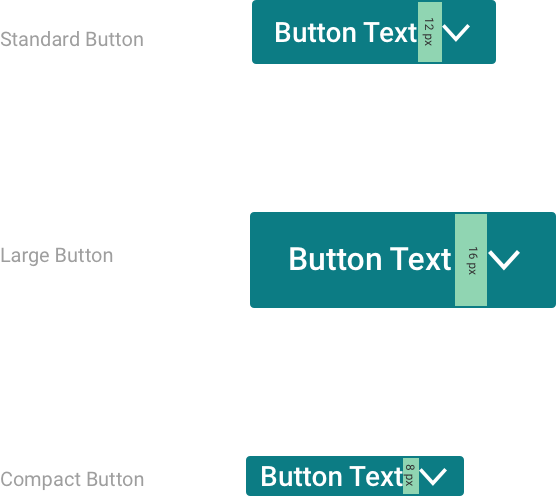 Standard Button
Button Text
12 px
Large Button
Button Text
16 px
Compact Button
Button Text
8 px